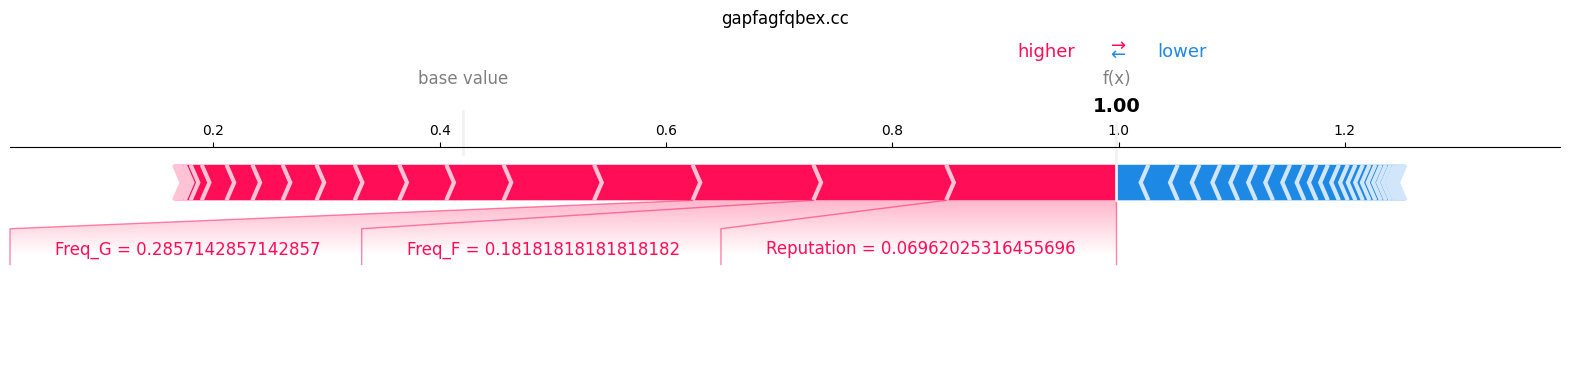 gapfagfqbex.cc
higher → ← lower
base value f(x)
1.00
0.2 0.4 0.6 0.8 1.0 1.2
Freq_G = 0.2857142857142857 Freq_F = 0.18181818181818182 Reputation = 0.06962025316455696